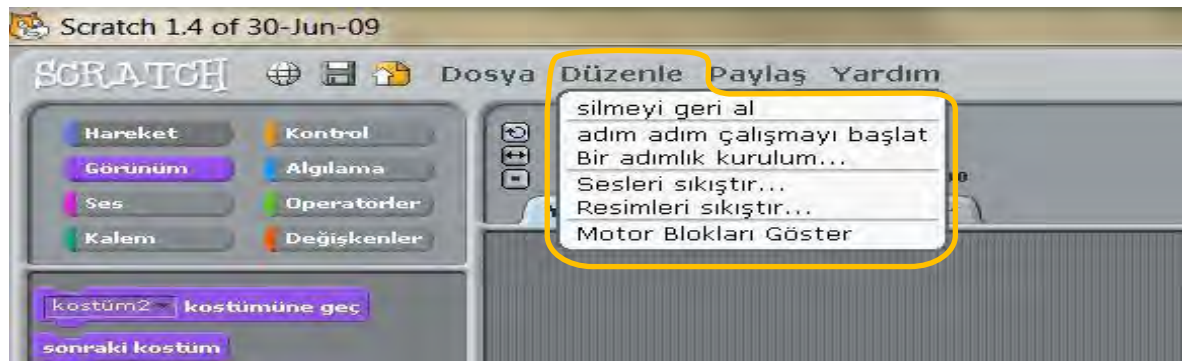 Scratch 1.4 of 30-Jun-09
SCRATCH Dosya Düzenle Paylaş Yardım
silmeyi geri al
adım adım çalışmayı başlat
Bir adımlık kurulum...
Sesleri sıkıştır...
Resimleri sıkıştır...
Motor Blokları Göster
Hareket Kontrol
Görünüm Algılama
Ses Operatörler
Kalem Değişkenler
kostüm2 kostümüne geç
sonraki kostüm